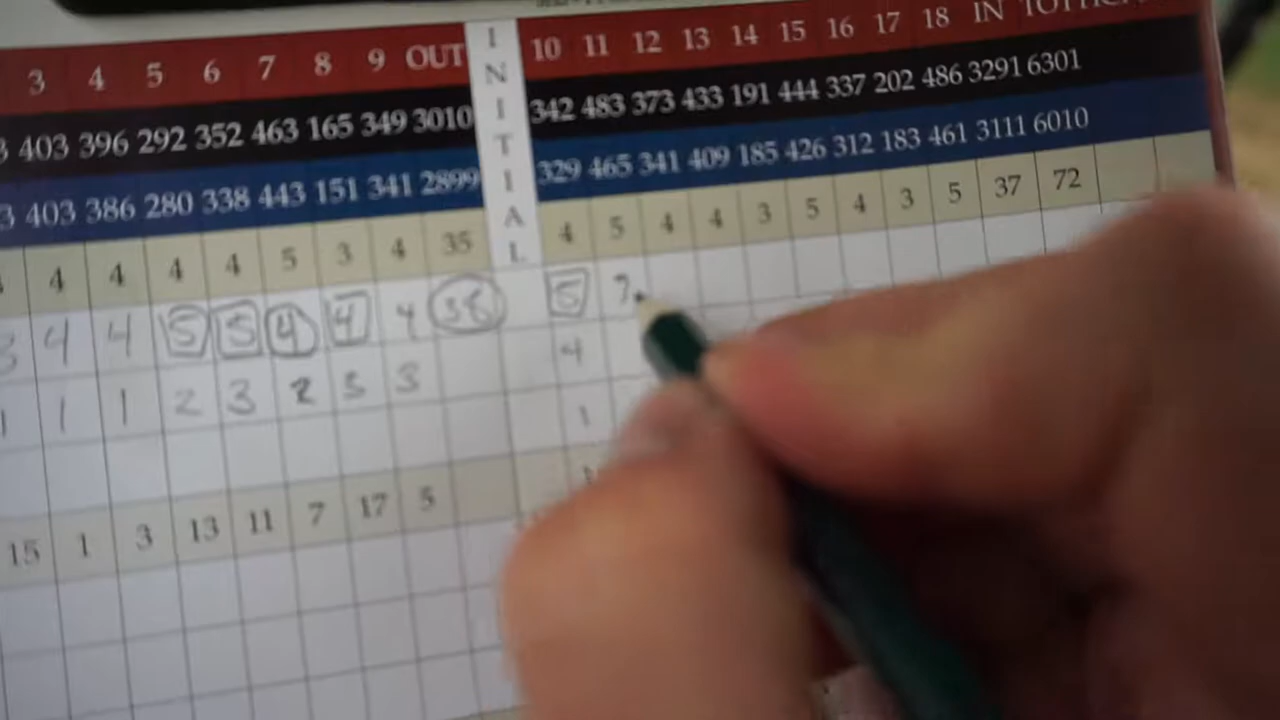 3 4 5 6 7 8 9 OUT INITIAL 10 11 12 13 14 15 16 17 18 IN
3 403 396 292 352 463 165 349 3010 342 483 373 433 191 444 337 202 486 3291 6301
3 403 386 280 338 443 151 341 2899 329 465 341 409 185 426 312 183 461 3111 6010
4 4 4 4 5 3 4 35 4 5 4 4 3 5 4 3 5 37 72
3 4 4 5 5 4 4 4 38 5
1 1 1 2 3 2 3 3 4
1
15 1 3 13 11 7 17 5